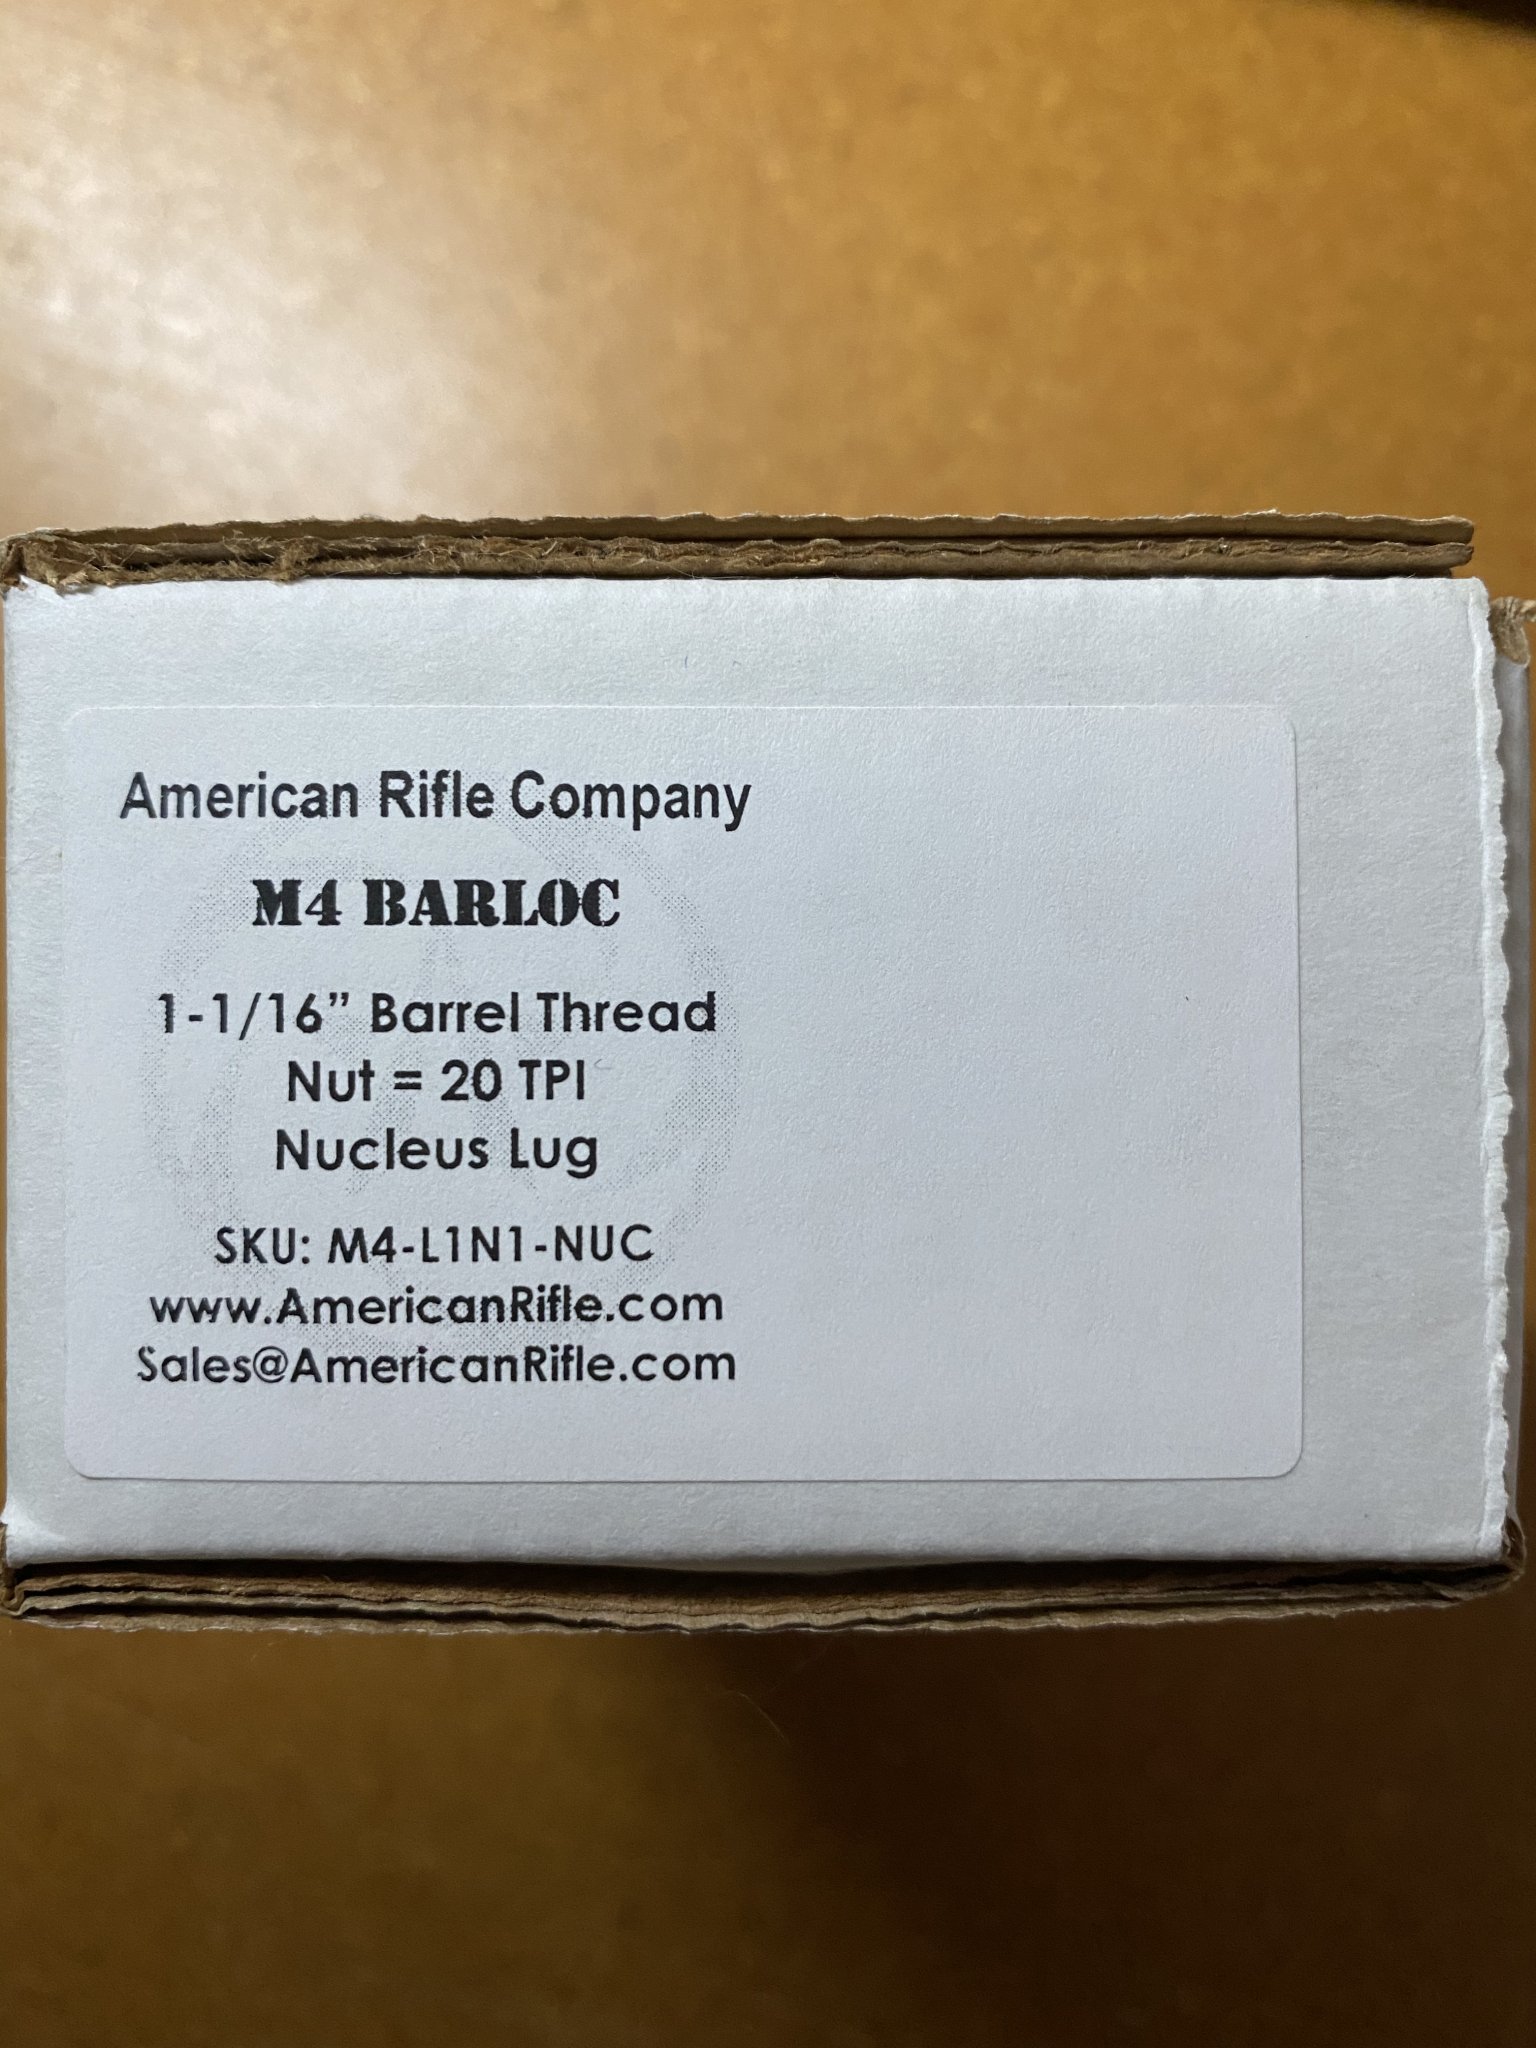 American Rifle Company
M4 BARLOC
1-1/16” Barrel Thread
Nut = 20 TPI
Nucleus Lug
SKU: M4-L1N1-NUC
www.AmericanRifle.com
Sales@AmericanRifle.com